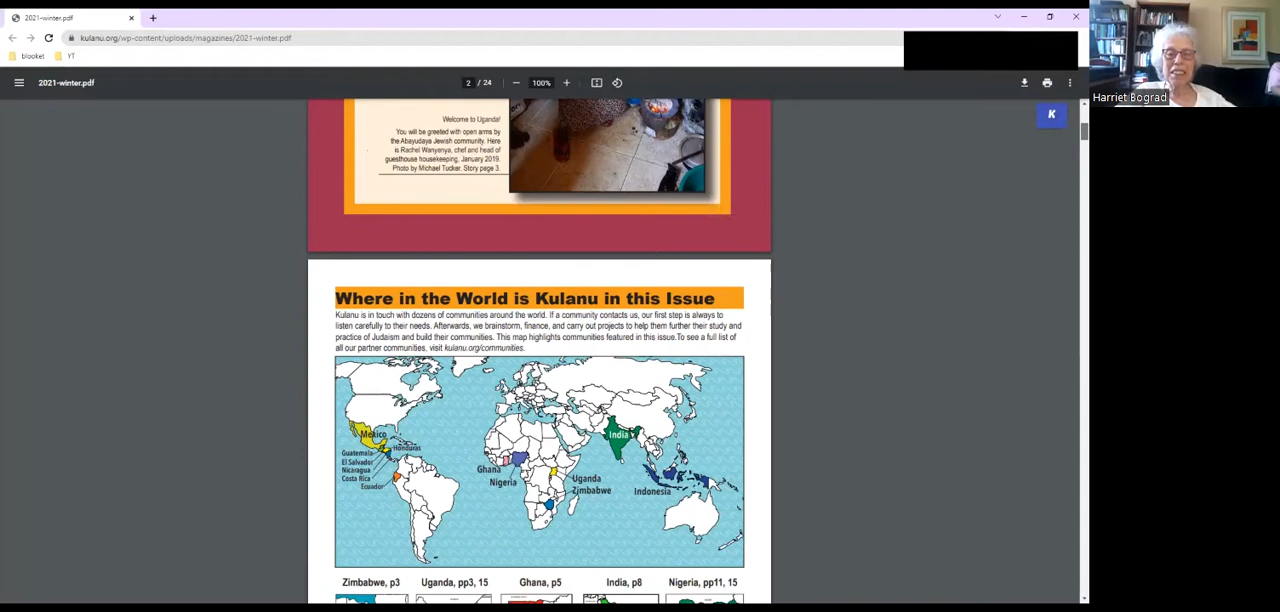 2021-winter.pdf
kulanu.org/wp-content/uploads/magazines/2021-winter.pdf
blooket
YT
2021-winter.pdf
2 / 24
100%
Harriet Bograd
K
Welcome to Uganda!
You will be greeted with open arms by
the Abayudaya Jewish community. Here
is Rachel Wanyenya, chef and head of
guesthouse housekeeping, January 2019.
Photo by Michael Tucker. Story page 3.
Where in the World is Kulanu in this Issue
Kulanu is in touch with dozens of communities around the world. If a community contacts us, our first step is always to
listen carefully to their needs. Afterwards, we brainstorm, finance, and carry out projects to help them further their study and
practice of Judaism and build their communities. This map highlights communities featured in this issue.To see a full list of
all our partner communities, visit kulanu.org/communities.
Mexico
Honduras
Guatemala
El Salvador
Nicaragua
Costa Rica
Ecuador
Ghana
Nigeria
Uganda
Zimbabwe
India
Indonesia
Zimbabwe, p3
Uganda, pp3, 15
Ghana, p5
India, p8
Nigeria, pp11, 15